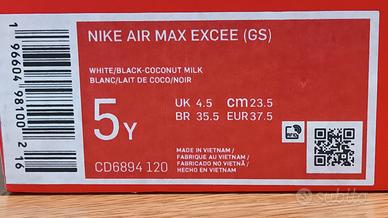 NIKE AIR MAX EXCEE (GS)
WHITE/BLACK-COCONUT MILK
BLANC/LAIT DE COCO/NOIR
5Y
UK 4.5 cm 23.5
BR 35.5 EUR 37.5
CD6894 120
MADE IN VIETNAM /
FABRIQUE AU VIETNAM /
FABRICADO NO VIETNÃ /
HECHO EN VIETNAM
1 96604 98100 2 16
subito